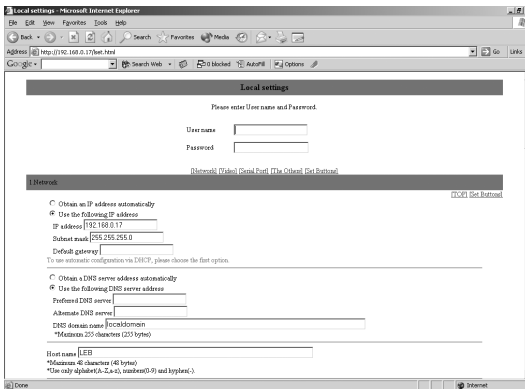 Local settings - Microsoft Internet Explorer
File Edit View Favorites Tools Help
Back Search Favorites Media
Address http://192.168.0.17/lset.html Go Links
Google Search Web 0 blocked AutoFill Options
Local settings
Please enter User name and Password.
User name
Password
[Network] [Video] [Serial Port] [The Others] [Set Buttons]
1.Network
[TOP] [Set Buttons]
Obtain an IP address automatically
Use the following IP address
IP address 192.168.0.17
Subnet mask 255.255.255.0
Default gateway
To use automatic configuration via DHCP, please choose the first option.
Obtain a DNS server address automatically
Use the following DNS server address
Preferred DNS server
Alternate DNS server
DNS domain name localdomain
*Maximum 255 characters (255 bytes)
Host name LEB
*Maximum 48 characters (48 bytes)
*Use only alphabet(A-Z,a-z), numbers(0-9) and hyphen(-).
Done Internet